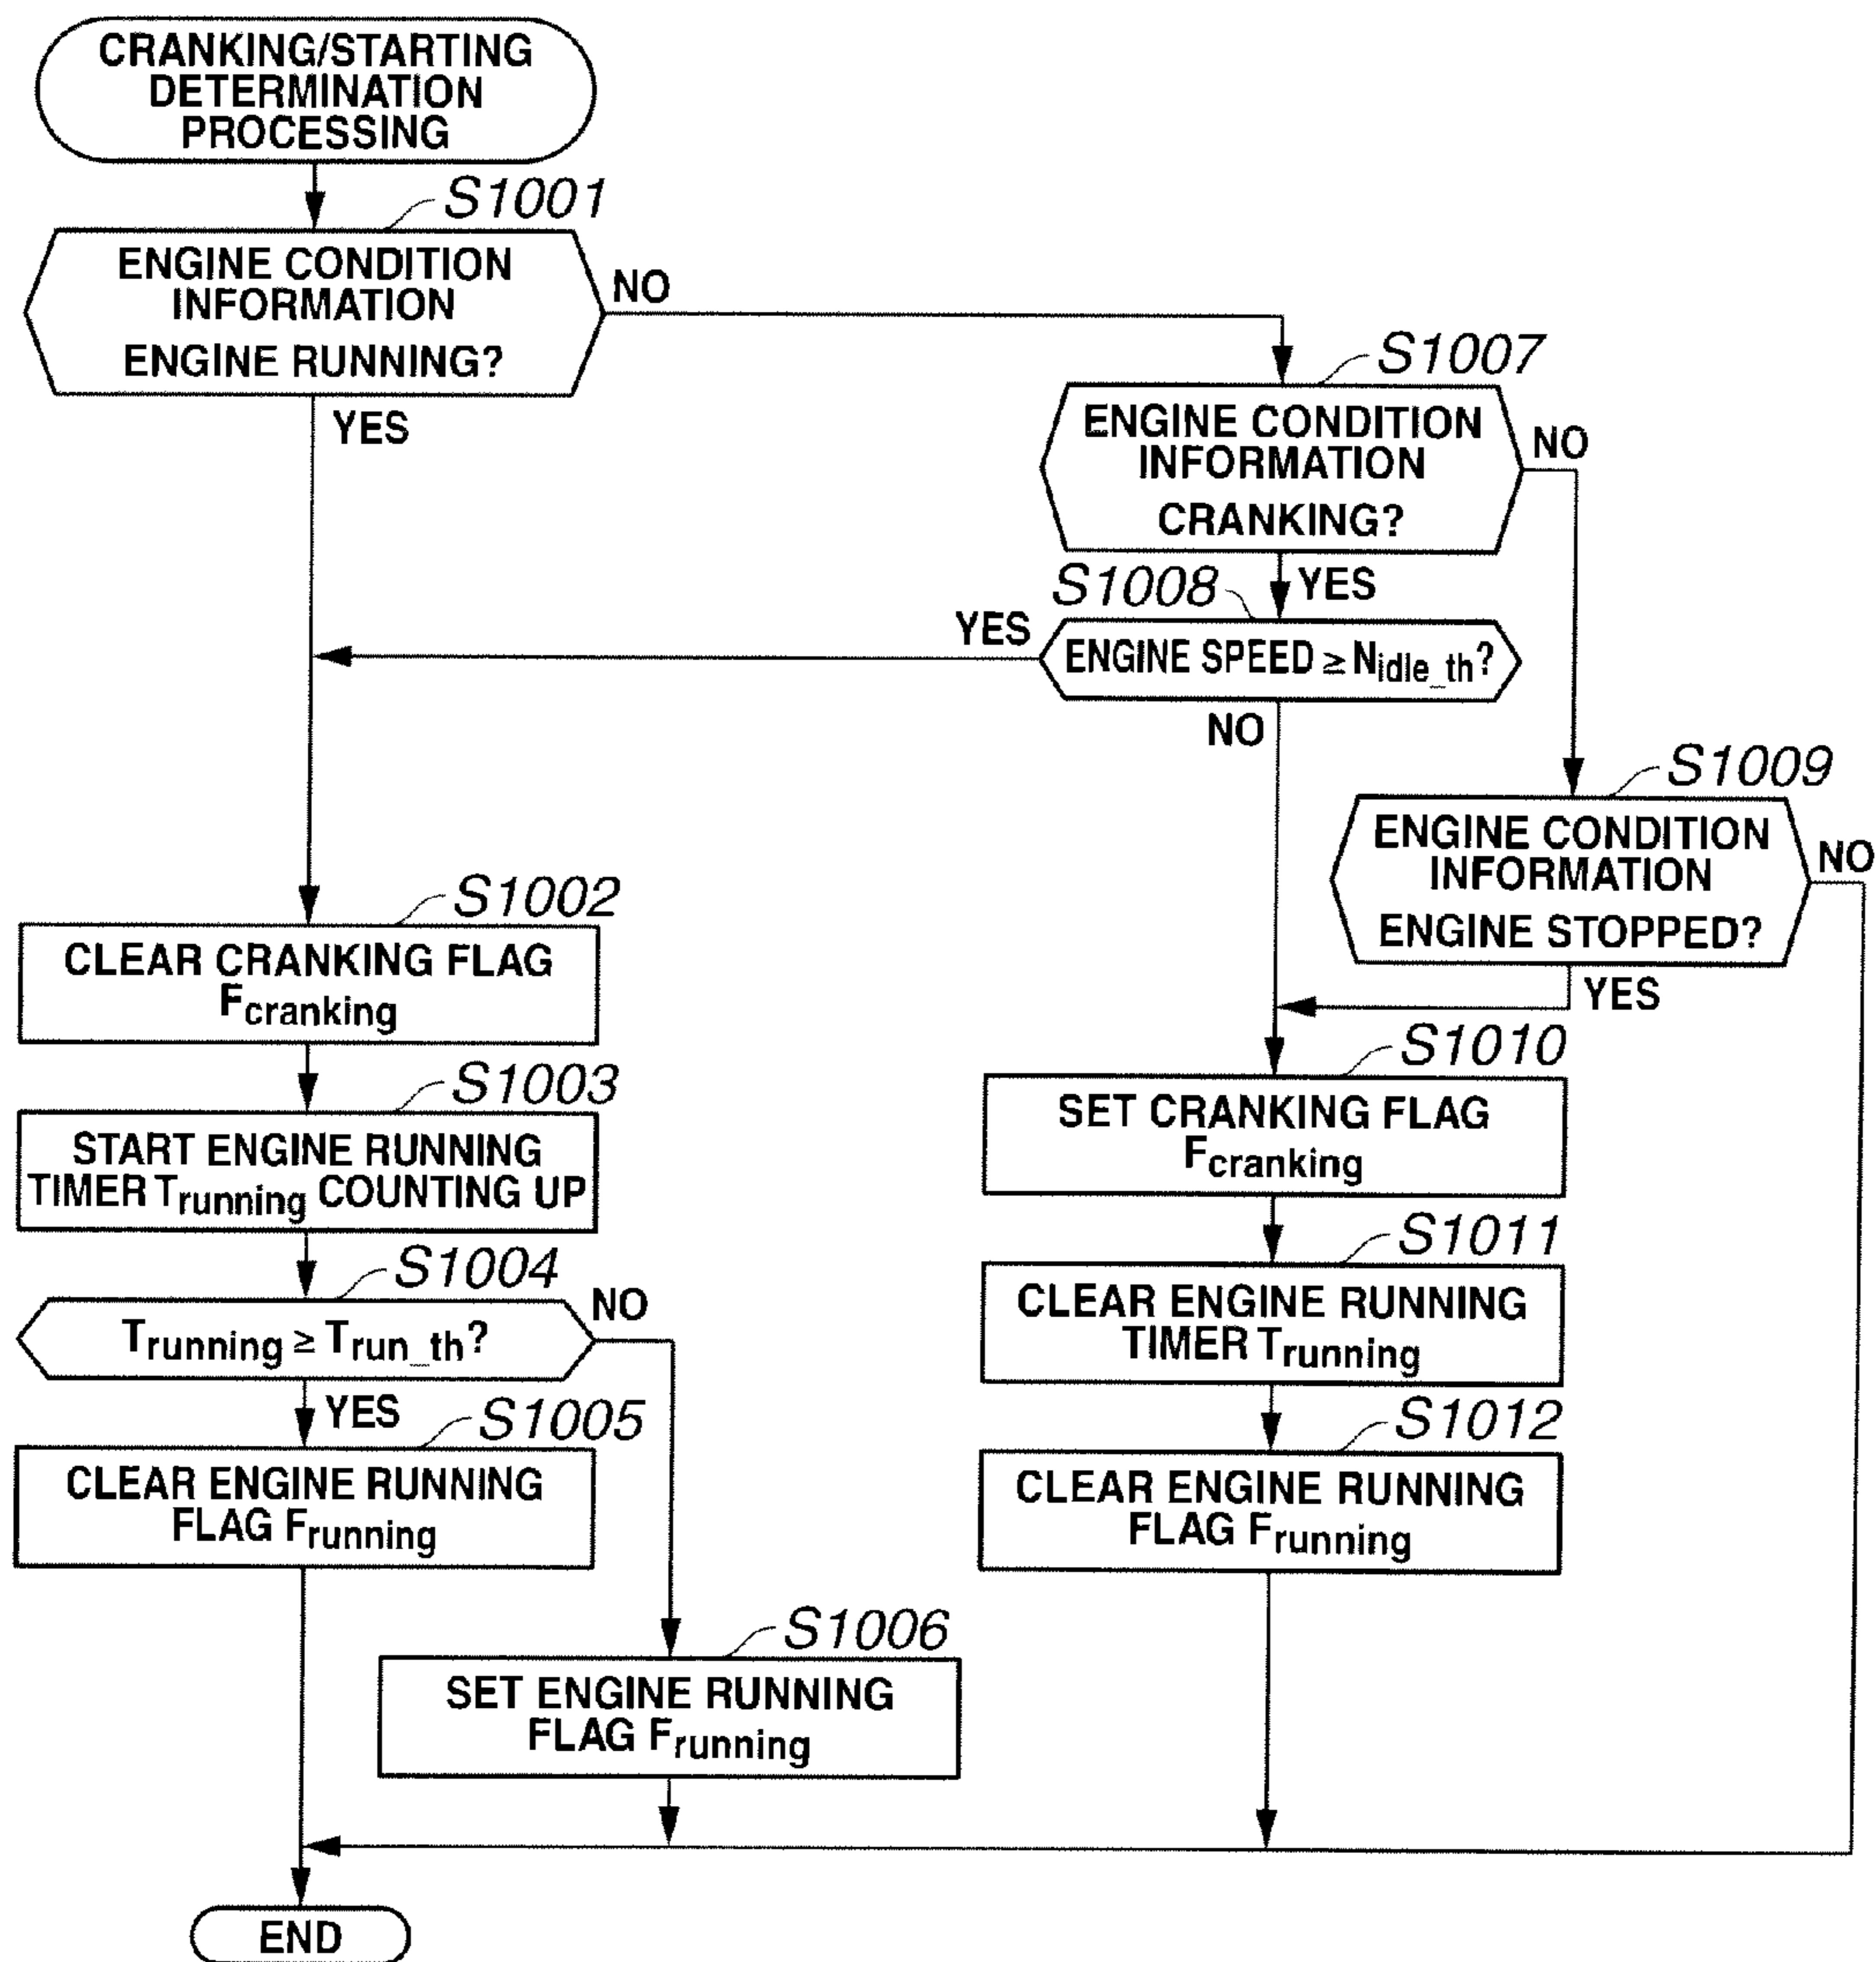 CRANKING/STARTING
DETERMINATION
PROCESSING
S1001
ENGINE CONDITION
INFORMATION
ENGINE RUNNING?
NO
YES
S1007
ENGINE CONDITION
INFORMATION
CRANKING?
NO
YES
S1008
ENGINE SPEED ≥ Nidle_th?
YES
NO
S1009
ENGINE CONDITION
INFORMATION
ENGINE STOPPED?
NO
YES
S1002
CLEAR CRANKING FLAG
Fcranking
S1003
START ENGINE RUNNING
TIMER Trunning COUNTING UP
S1004
Trunning ≥ Trun_th?
NO
YES
S1005
CLEAR ENGINE RUNNING
FLAG Frunning
S1006
SET ENGINE RUNNING
FLAG Frunning
S1010
SET CRANKING FLAG
Fcranking
S1011
CLEAR ENGINE RUNNING
TIMER Trunning
S1012
CLEAR ENGINE RUNNING
FLAG Frunning
END